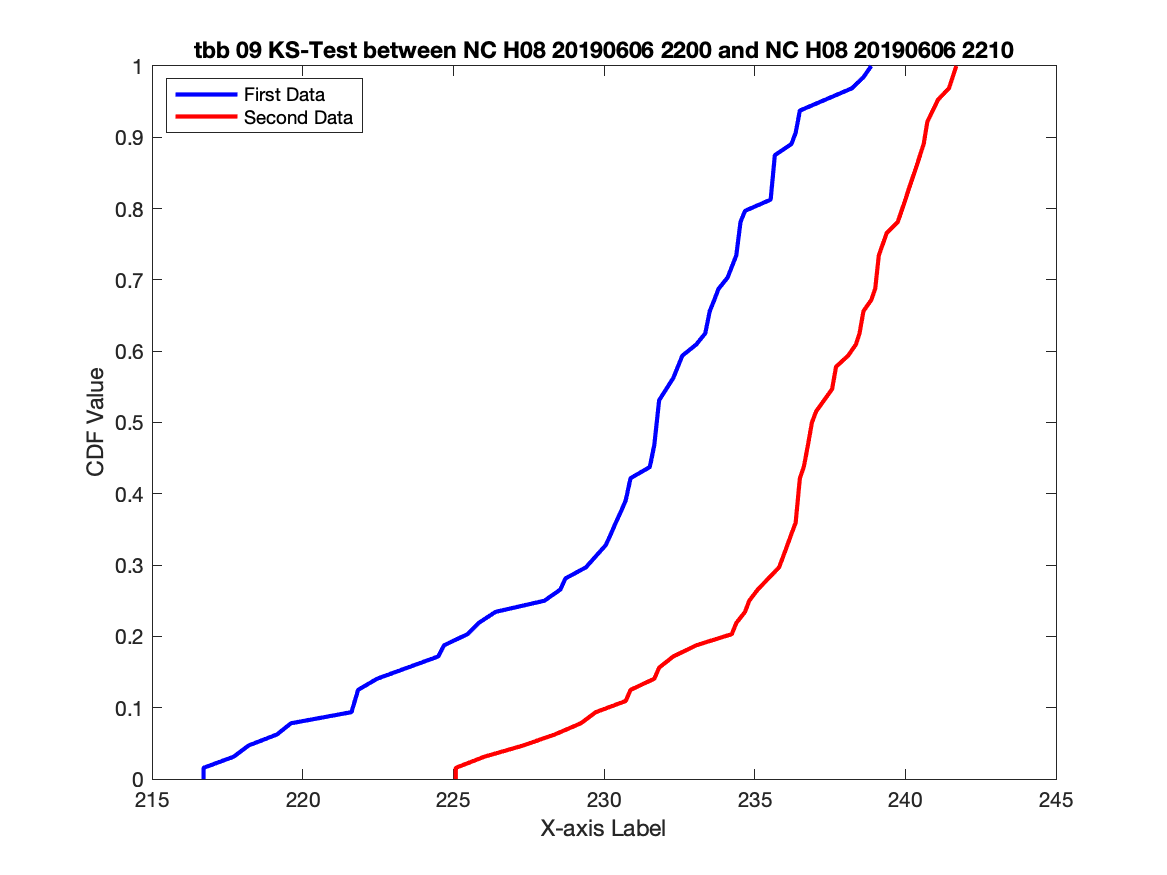 tbb 09 KS-Test between NC H08 20190606 2200 and NC H08 20190606 2210
First Data
Second Data
1
0.9
0.8
0.7
0.6
0.5
0.4
0.3
0.2
0.1
0
CDF Value
215 220 225 230 235 240 245
X-axis Label